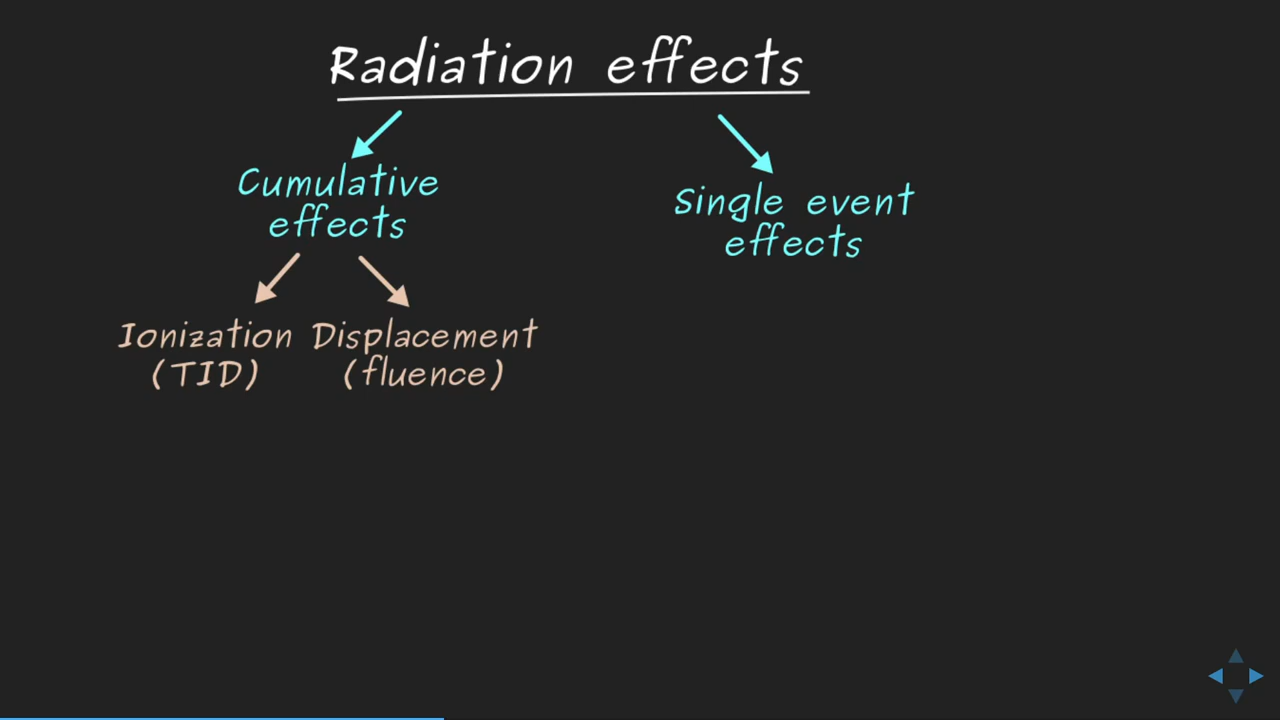 Radiation effects
Cumulative
effects
Single event
effects
Ionization
(TID)
Displacement
(fluence)